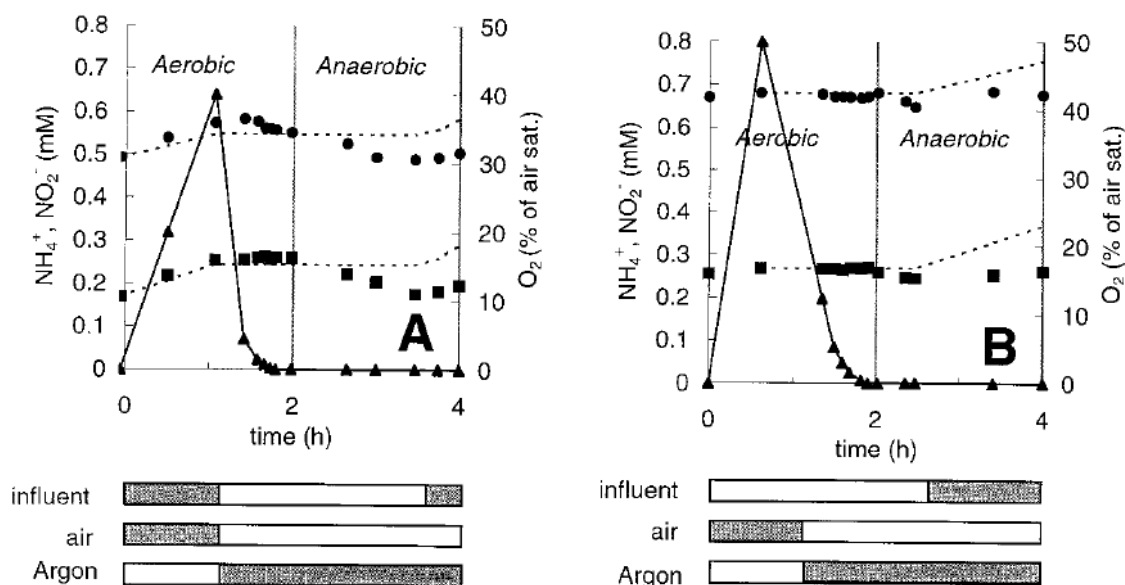 0.8
0.7
0.6
0.5
0.4
0.3
0.2
0.1
0
NH₄⁺, NO₂⁻ (mM)
Aerobic
Anaerobic
50
40
30
20
10
0
O₂ (% of air sat.)
A
0
2
4
time (h)
influent
air
Argon
0.8
0.7
0.6
0.5
0.4
0.3
0.2
0.1
0
NH₄⁺, NO₂⁻ (mM)
Aerobic
Anaerobic
50
40
30
20
10
0
O₂ (% of air sat.)
B
0
2
4
time (h)
influent
air
Argon